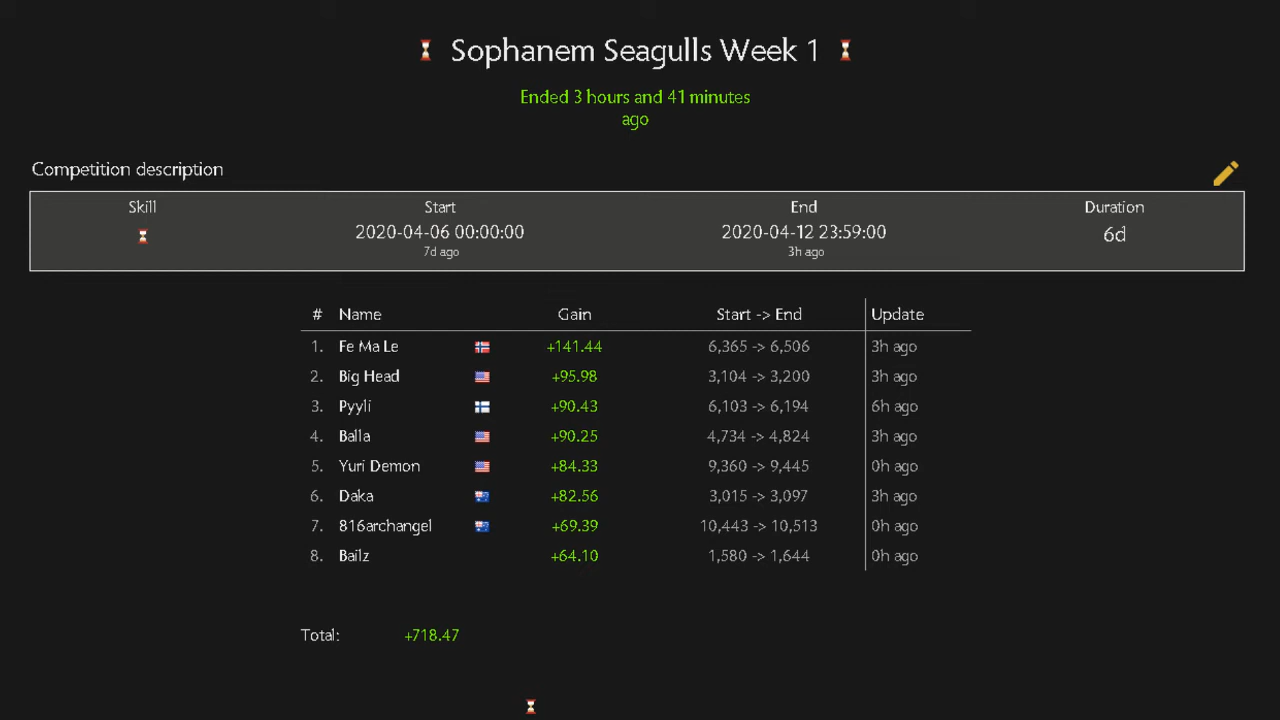 Sophanem Seagulls Week 1
Ended 3 hours and 41 minutes
ago
Competition description
Skill Start End Duration
2020-04-06 00:00:00 2020-04-12 23:59:00 6d
7d ago 3h ago
# Name Gain Start -> End Update
1. Fe Ma Le +141.44 6,365 -> 6,506 3h ago
2. Big Head +95.98 3,104 -> 3,200 3h ago
3. Pyyli +90.43 6,103 -> 6,194 6h ago
4. Balla +90.25 4,734 -> 4,824 3h ago
5. Yuri Demon +84.33 9,360 -> 9,445 0h ago
6. Daka +82.56 3,015 -> 3,097 3h ago
7. 816archangel +69.39 10,443 -> 10,513 0h ago
8. Bailz +64.10 1,580 -> 1,644 0h ago
Total: +718.47